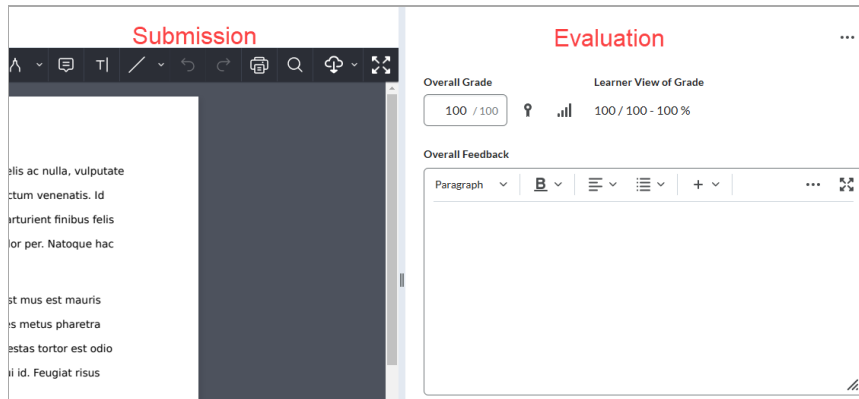 Submission
Evaluation
T
Overall Grade
Learner View of Grade
100 / 100
100 / 100 - 100 %
Overall Feedback
Paragraph
B
elis ac nulla, vulputate
ctum venenatis. Id
arturient finibus felis
lor per. Natoque hac
st mus est mauris
es metus pharetra
estas tortor est odio
ui id. Feugiat risus